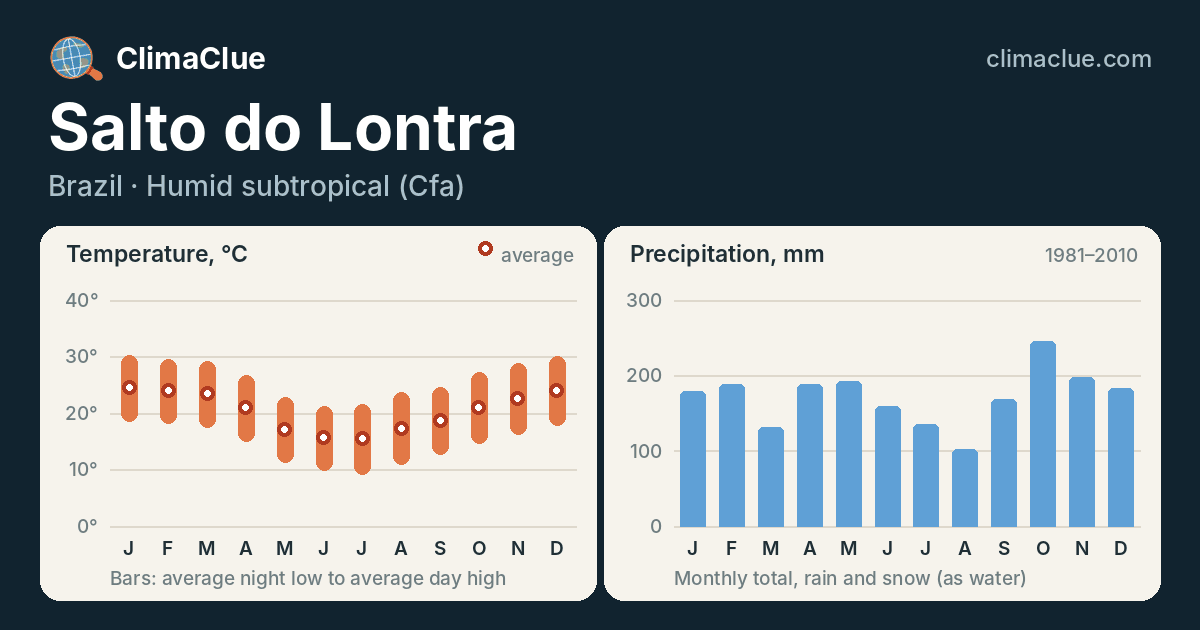 ClimaClue
climaclue.com
Salto do Lontra
Brazil · Humid subtropical (Cfa)
Temperature, °C
average
40°
30°
20°
10°
0°
J F M A M J J A S O N D
Bars: average night low to average day high
Precipitation, mm
1981–2010
300
200
100
0
J F M A M J J A S O N D
Monthly total, rain and snow (as water)